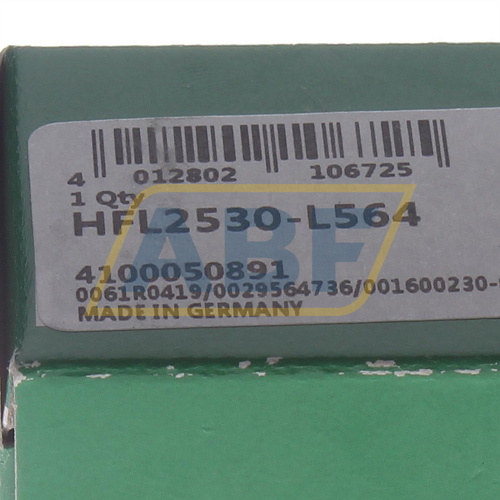 4 012802 106725
1 Qty
HFL2530-L564
4100050891
0061R0419/0029564736/001600230-
MADE IN GERMANY
ABF